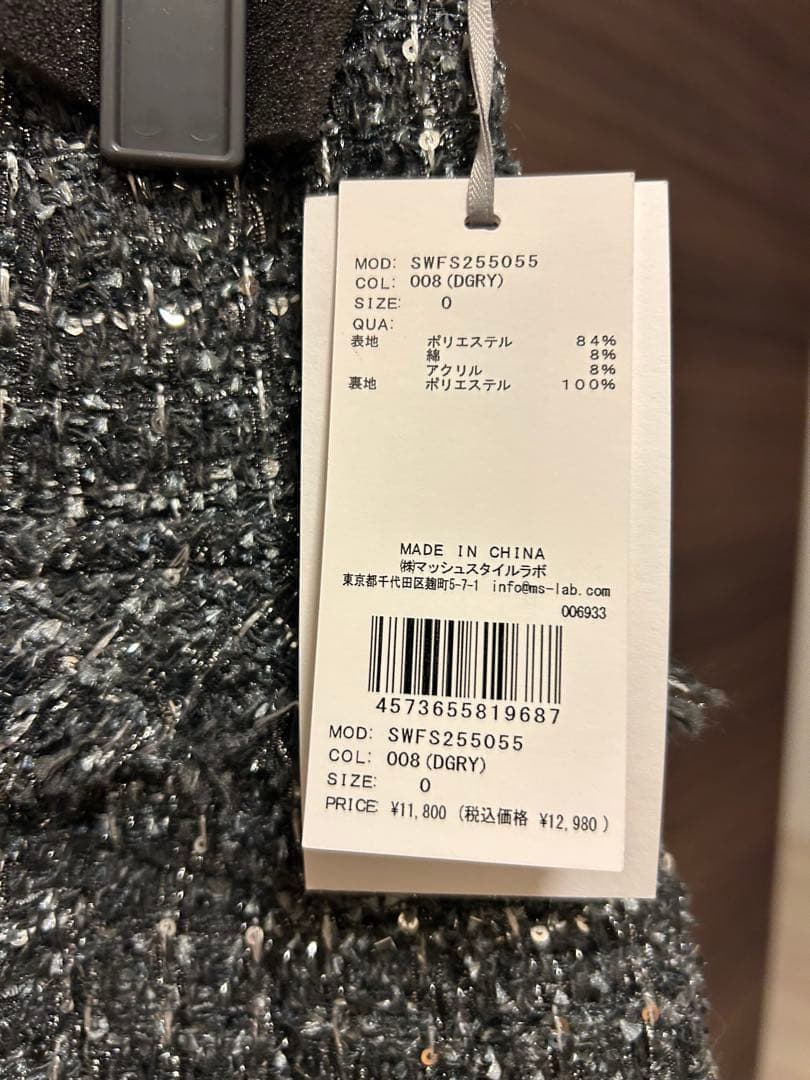 MOD: SWFS255055
COL: 008(DGRY)
SIZE: 0
QUA:
表地 ポリエステル 84%
綿 8%
アクリル 8%
裏地 ポリエステル 100%
MADE IN CHINA
㈱マッシュスタイルラボ
東京都千代田区麹町5-7-1 info@ms-lab.com
006933
4573655819687
MOD: SWFS255055
COL: 008(DGRY)
SIZE: 0
PRICE: ¥11,800 (税込価格 ¥12,980)